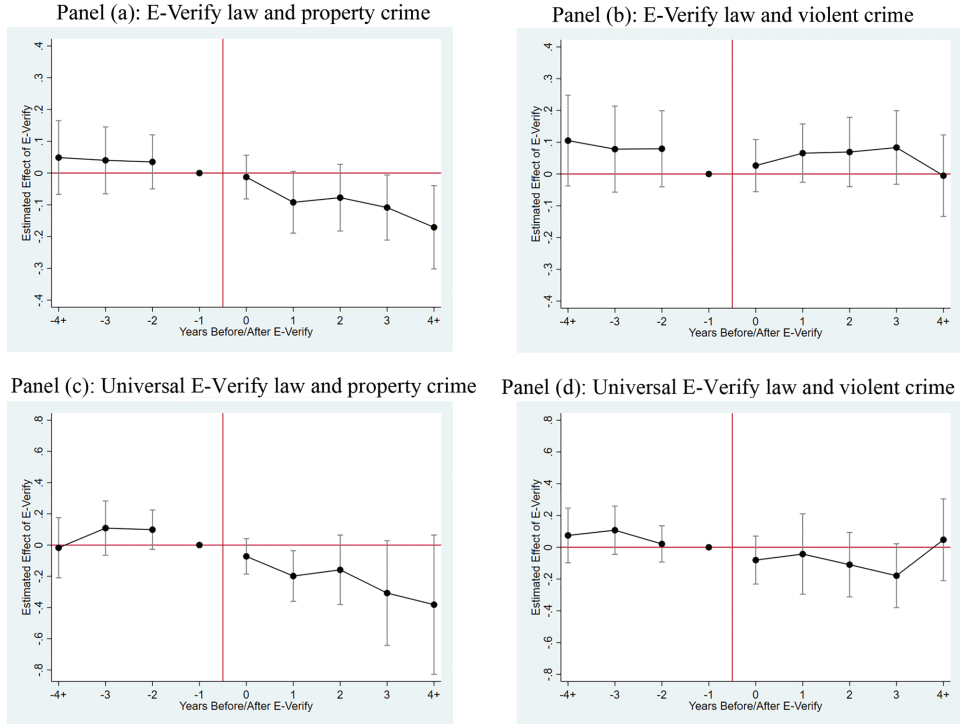 Panel (a): E-Verify law and property crime
Estimated Effect of E-Verify
.4
.3
.2
.1
0
-.1
-.2
-.3
-.4
-4+ -3 -2 -1 0 1 2 3 4+
Years Before/After E-Verify
Panel (b): E-Verify law and violent crime
Estimated Effect of E-Verify
.4
.3
.2
.1
0
-.1
-.2
-.3
-.4
-4+ -3 -2 -1 0 1 2 3 4+
Years Before/After E-Verify
Panel (c): Universal E-Verify law and property crime
Estimated Effect of E-Verify
.8
.6
.4
.2
0
-.2
-.4
-.6
-.8
-4+ -3 -2 -1 0 1 2 3 4+
Years Before/After E-Verify
Panel (d): Universal E-Verify law and violent crime
Estimated Effect of E-Verify
.8
.6
.4
.2
0
-.2
-.4
-.6
-.8
-4+ -3 -2 -1 0 1 2 3 4+
Years Before/After E-Verify